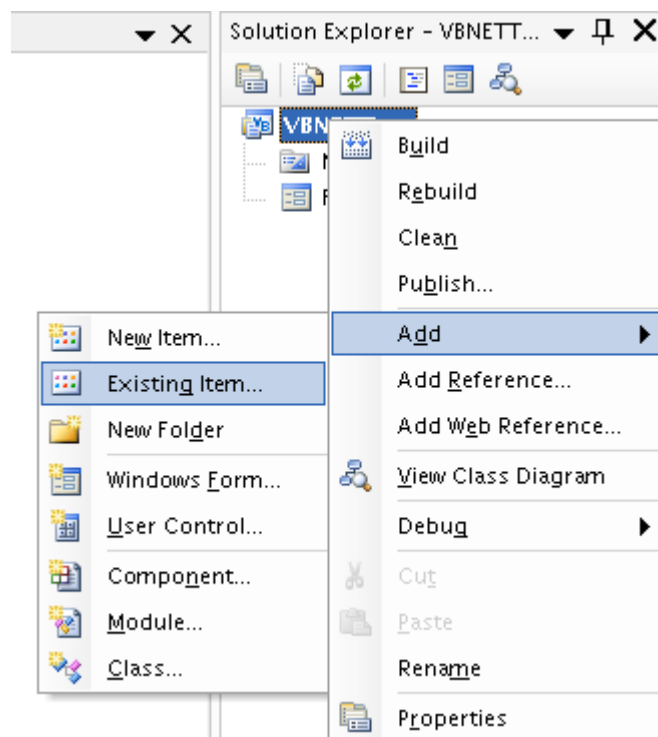 Solution Explorer - VBNETT...
VBN
Build
Rebuild
Clean
Publish...
Add
Add Reference...
Add Web Reference...
View Class Diagram
Debug
Cut
Paste
Rename
Properties
New Item...
Existing Item...
New Folder
Windows Form...
User Control...
Component...
Module...
Class...